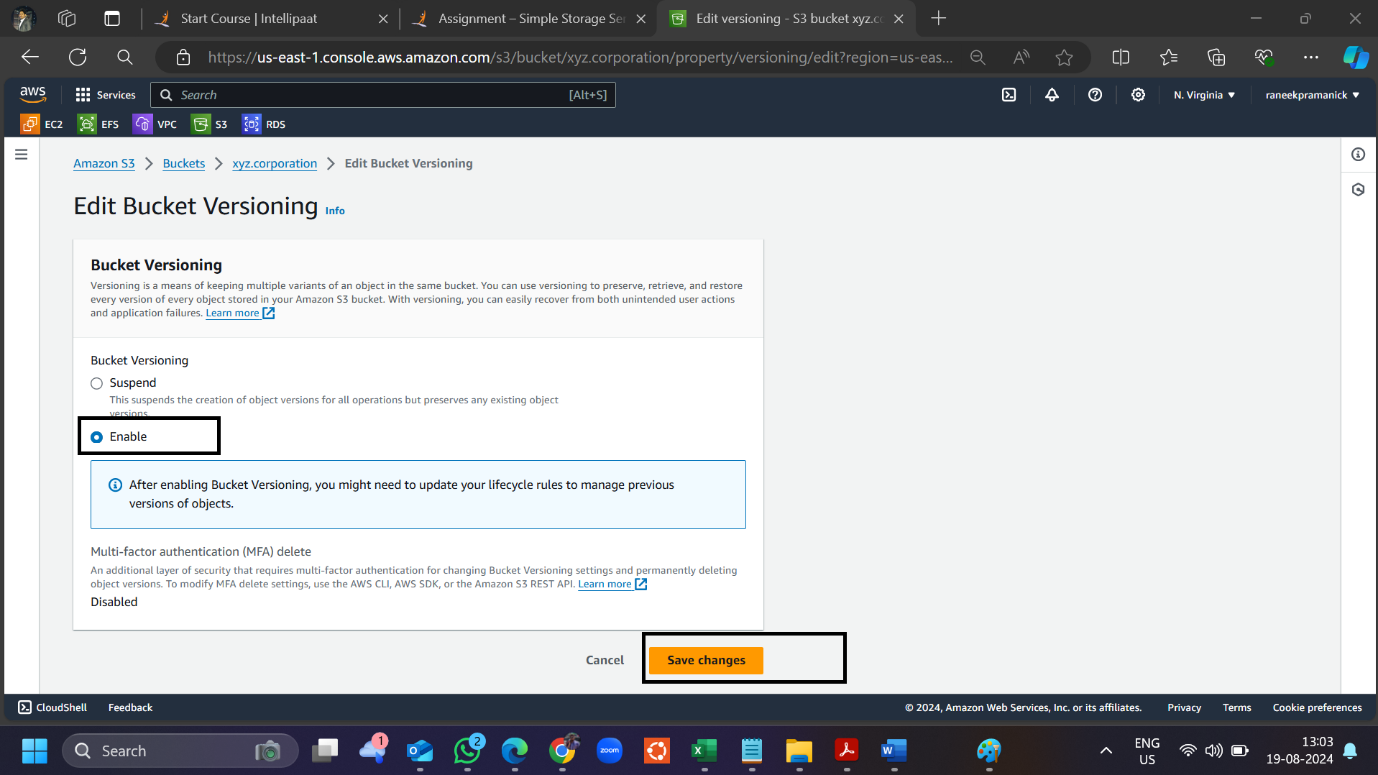 Start Course | Intellipaat
Assignment – Simple Storage Ser
Edit versioning - S3 bucket xyz.co
https://us-east-1.console.aws.amazon.com/s3/bucket/xyz.corporation/property/versioning/edit?region=us-eas...
aws
Services
Search
[Alt+S]
N. Virginia
raneekpramanick
EC2
EFS
VPC
S3
RDS
Amazon S3
Buckets
xyz.corporation
Edit Bucket Versioning
Edit Bucket Versioning Info
Bucket Versioning
Versioning is a means of keeping multiple variants of an object in the same bucket. You can use versioning to preserve, retrieve, and restore
every version of every object stored in your Amazon S3 bucket. With versioning, you can easily recover from both unintended user actions
and application failures. Learn more
Bucket Versioning
Suspend
This suspends the creation of object versions for all operations but preserves any existing object
versions.
Enable
After enabling Bucket Versioning, you might need to update your lifecycle rules to manage previous
versions of objects.
Multi-factor authentication (MFA) delete
An additional layer of security that requires multi-factor authentication for changing Bucket Versioning settings and permanently deleting
object versions. To modify MFA delete settings, use the AWS CLI, AWS SDK, or the Amazon S3 REST API. Learn more
Disabled
Cancel
Save changes
CloudShell
Feedback
© 2024, Amazon Web Services, Inc. or its affiliates.
Privacy
Terms
Cookie preferences
Search
1
2
zoom
ENG
US
13:03
19-08-2024